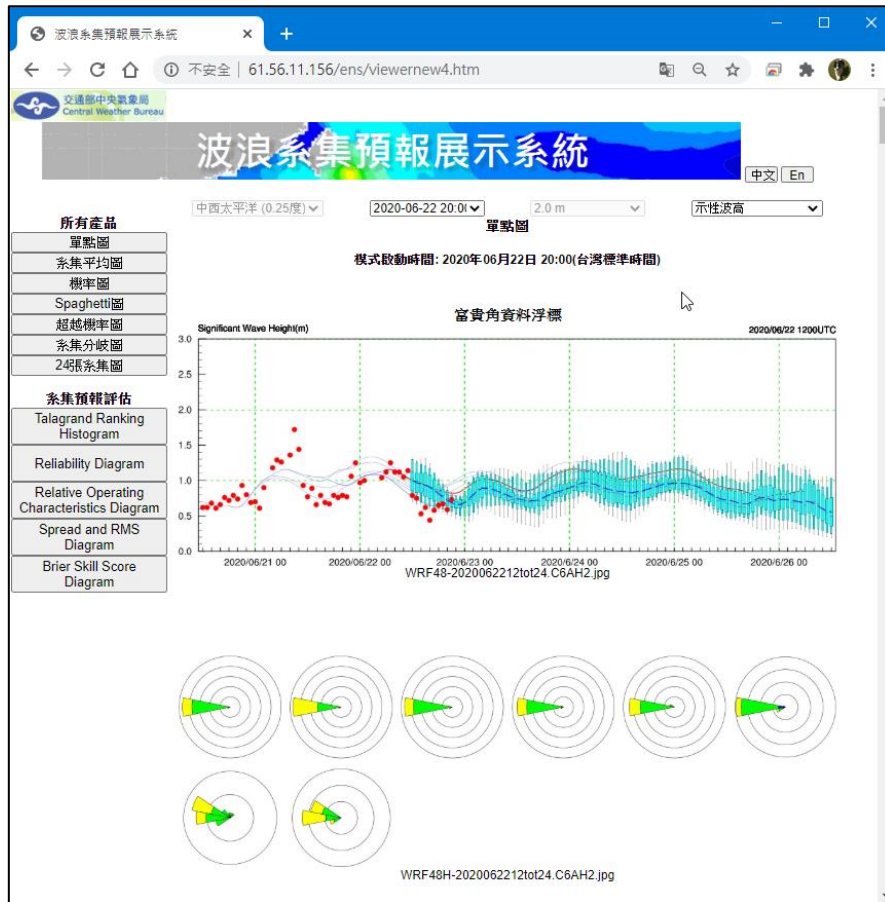 波浪系集預報展示系統
不安全 | 61.56.11.156/ens/viewernew4.htm
交通部中央氣象局
Central Weather Bureau
波浪系集預報展示系統
中文 En
中西太平洋 (0.25度) 2020-06-22 20:0 2.0 m 示性波高
單點圖
所有產品
單點圖
系集平均圖
機率圖
Spaghetti圖
超越機率圖
系集分歧圖
24張系集圖
系集預報評估
Talagrand Ranking
Histogram
Reliability Diagram
Relative Operating
Characteristics Diagram
Spread and RMS
Diagram
Brier Skill Score
Diagram
模式啟動時間: 2020年06月22日 20:00(台灣標準時間)
富貴角資料浮標
Significant Wave Height(m) 2020/06/22 1200UTC
3.0
2.5
2.0
1.5
1.0
0.5
0.0
2020/06/21 00 2020/06/22 00 2020/6/23 00 2020/6/24 00 2020/6/25 00 2020/6/26 00
WRF48-2020062212tot24.C6AH2.jpg
WRF48H-2020062212tot24.C6AH2.jpg